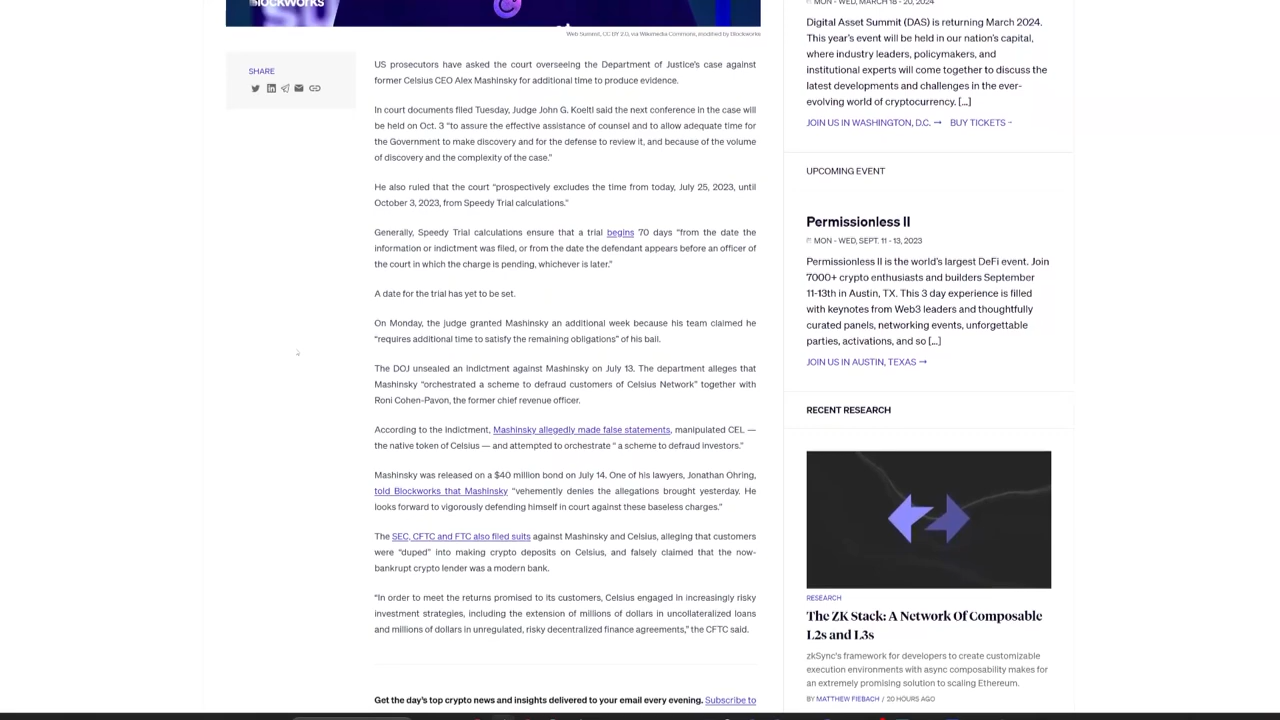 Blockworks
Web Summit, CC BY 2.0, via Wikimedia Commons, modified by Blockworks
SHARE
US prosecutors have asked the court overseeing the Department of Justice's case against
former Celsius CEO Alex Mashinsky for additional time to produce evidence.
In court documents filed Tuesday, Judge John G. Koeltl said the next conference in the case will
be held on Oct. 3 “to assure the effective assistance of counsel and to allow adequate time for
the Government to make discovery and for the defense to review it, and because of the volume
of discovery and the complexity of the case.”
He also ruled that the court “prospectively excludes the time from today, July 25, 2023, until
October 3, 2023, from Speedy Trial calculations.”
Generally, Speedy Trial calculations ensure that a trial begins 70 days “from the date the
information or indictment was filed, or from the date the defendant appears before an officer of
the court in which the charge is pending, whichever is later.”
A date for the trial has yet to be set.
On Monday, the judge granted Mashinsky an additional week because his team claimed he
“requires additional time to satisfy the remaining obligations” of his bail.
The DOJ unsealed an indictment against Mashinsky on July 13. The department alleges that
Mashinsky “orchestrated a scheme to defraud customers of Celsius Network” together with
Roni Cohen-Pavon, the former chief revenue officer.
According to the indictment, Mashinsky allegedly made false statements, manipulated CEL —
the native token of Celsius — and attempted to orchestrate “ a scheme to defraud investors.”
Mashinsky was released on a $40 million bond on July 14. One of his lawyers, Jonathan Ohring,
told Blockworks that Mashinsky “vehemently denies the allegations brought yesterday. He
looks forward to vigorously defending himself in court against these baseless charges.”
The SEC, CFTC and FTC also filed suits against Mashinsky and Celsius, alleging that customers
were “duped” into making crypto deposits on Celsius, and falsely claimed that the now-
bankrupt crypto lender was a modern bank.
“In order to meet the returns promised to its customers, Celsius engaged in increasingly risky
investment strategies, including the extension of millions of dollars in uncollateralized loans
and millions of dollars in unregulated, risky decentralized finance agreements,” the CFTC said.
Get the day's top crypto news and insights delivered to your email every evening. Subscribe to
MON - WED, MARCH 18 - 20, 2024
Digital Asset Summit (DAS) is returning March 2024.
This year's event will be held in our nation's capital,
where industry leaders, policymakers, and
institutional experts will come together to discuss the
latest developments and challenges in the ever-
evolving world of cryptocurrency. [...]
JOIN US IN WASHINGTON, D.C. → BUY TICKETS →
UPCOMING EVENT
Permissionless II
MON - WED, SEPT. 11 - 13, 2023
Permissionless II is the world's largest DeFi event. Join
7000+ crypto enthusiasts and builders September
11-13th in Austin, TX. This 3 day experience is filled
with keynotes from Web3 leaders and thoughtfully
curated panels, networking events, unforgettable
parties, activations, and so [...]
JOIN US IN AUSTIN, TEXAS →
RECENT RESEARCH
RESEARCH
The ZK Stack: A Network Of Composable
L2s and L3s
zkSync's framework for developers to create customizable
execution environments with async composability makes for
an extremely promising solution to scaling Ethereum.
BY MATTHEW FIEBACH / 20 HOURS AGO